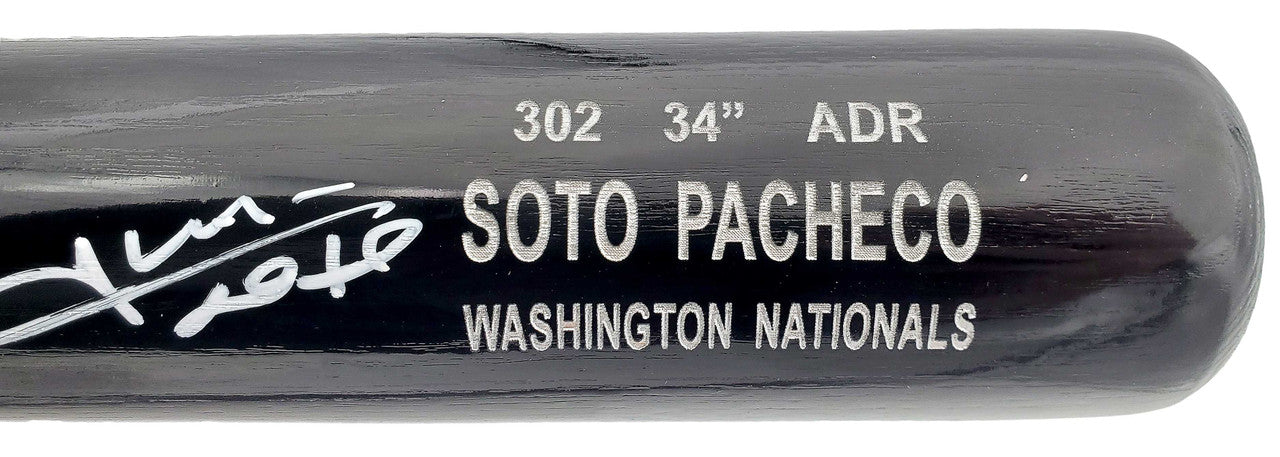 302 34” ADR
SOTO PACHECO
WASHINGTON NATIONALS